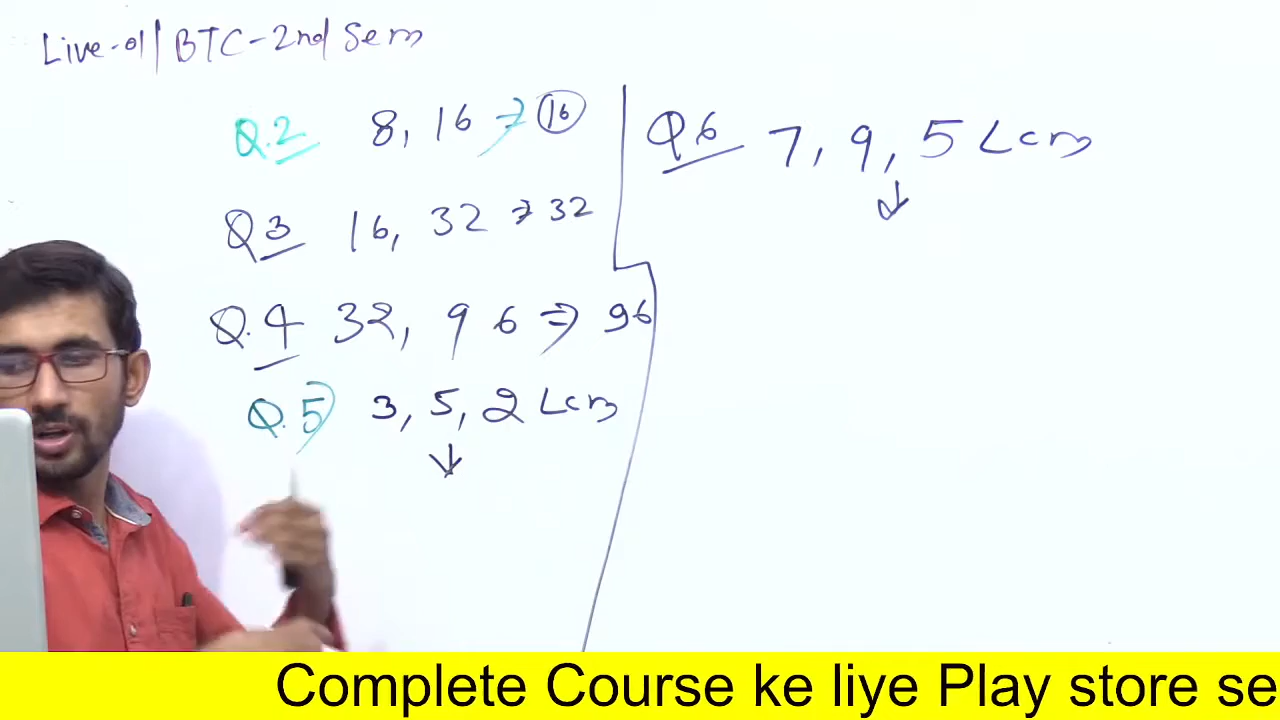 Live-01/BTC-2nd Sem
Q.2 8, 16 ⇒ 16
Q3 16, 32 ⇒ 32
Q.4 32, 96 ⇒ 96
Q.5) 3, 5, 2 Lcm
↓
Q6 7, 9, 5 Lcm
↓
Complete Course ke liye Play store se